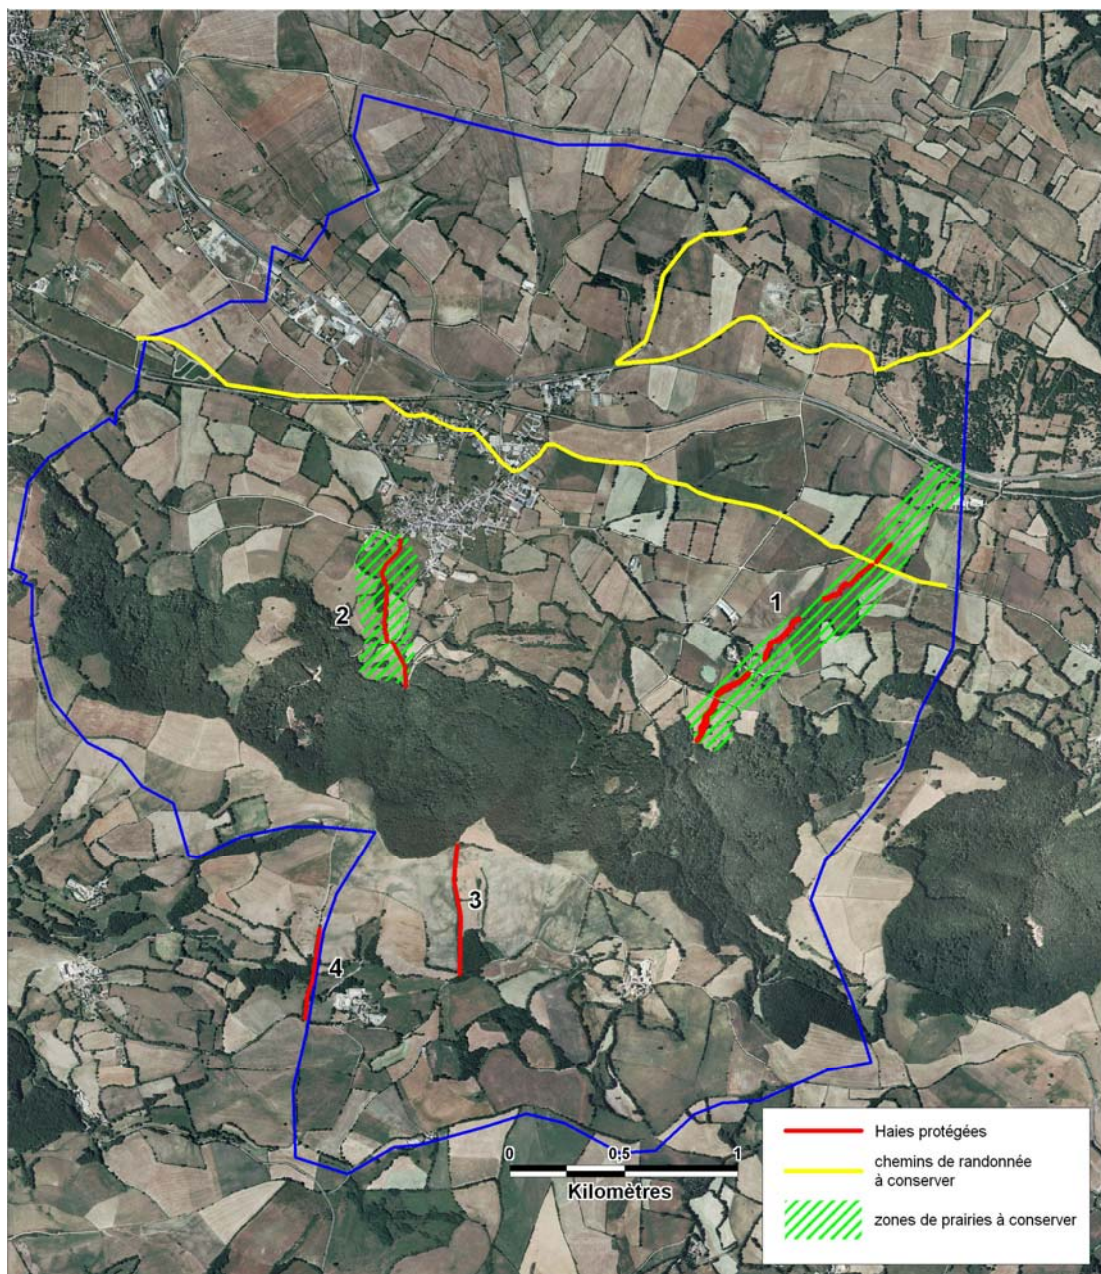 1
2
3
4
0 0,5 1
Kilomètres
Haies protégées
chemins de randonnée
à conserver
zones de prairies à conserver